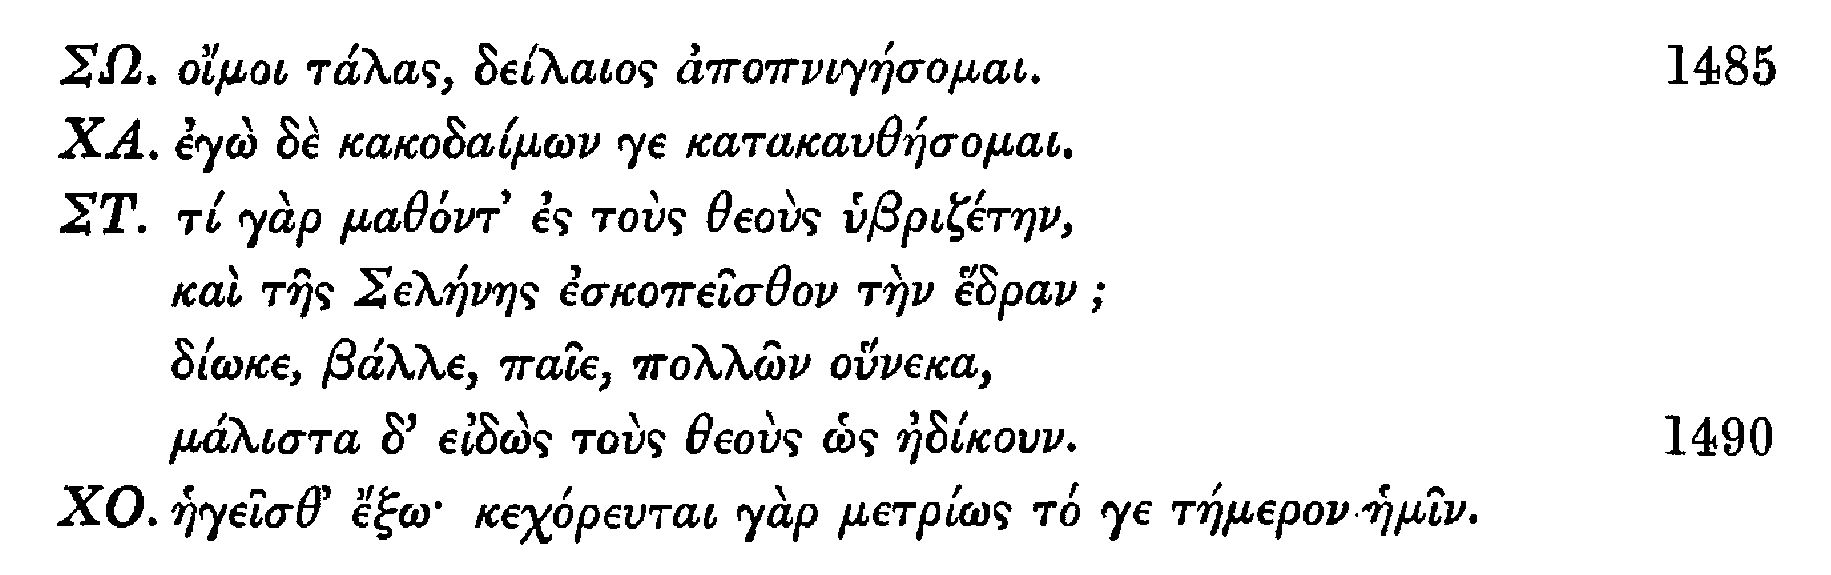 ΣΩ. οἴμοι τάλας, δείλαιος ἀποπνιγήσομαι. 1485
ΧΑ. ἐγὼ δὲ κακοδαίμων γε κατακαυθήσομαι.
ΣΤ. τί γὰρ μαθόντ’ ἐς τοὺς θεοὺς ὑβριζέτην,
καὶ τῆς Σελήνης ἐσκοπεῖσθον τὴν ἕδραν ;
δίωκε, βάλλε, παῖε, πολλῶν οὕνεκα,
μάλιστα δ’ εἰδὼς τοὺς θεοὺς ὡς ἠδίκουν. 1490
ΧΟ. ἡγεῖσθ’ ἔξω· κεχόρευται γὰρ μετρίως τό γε τήμερον ἡμῖν.